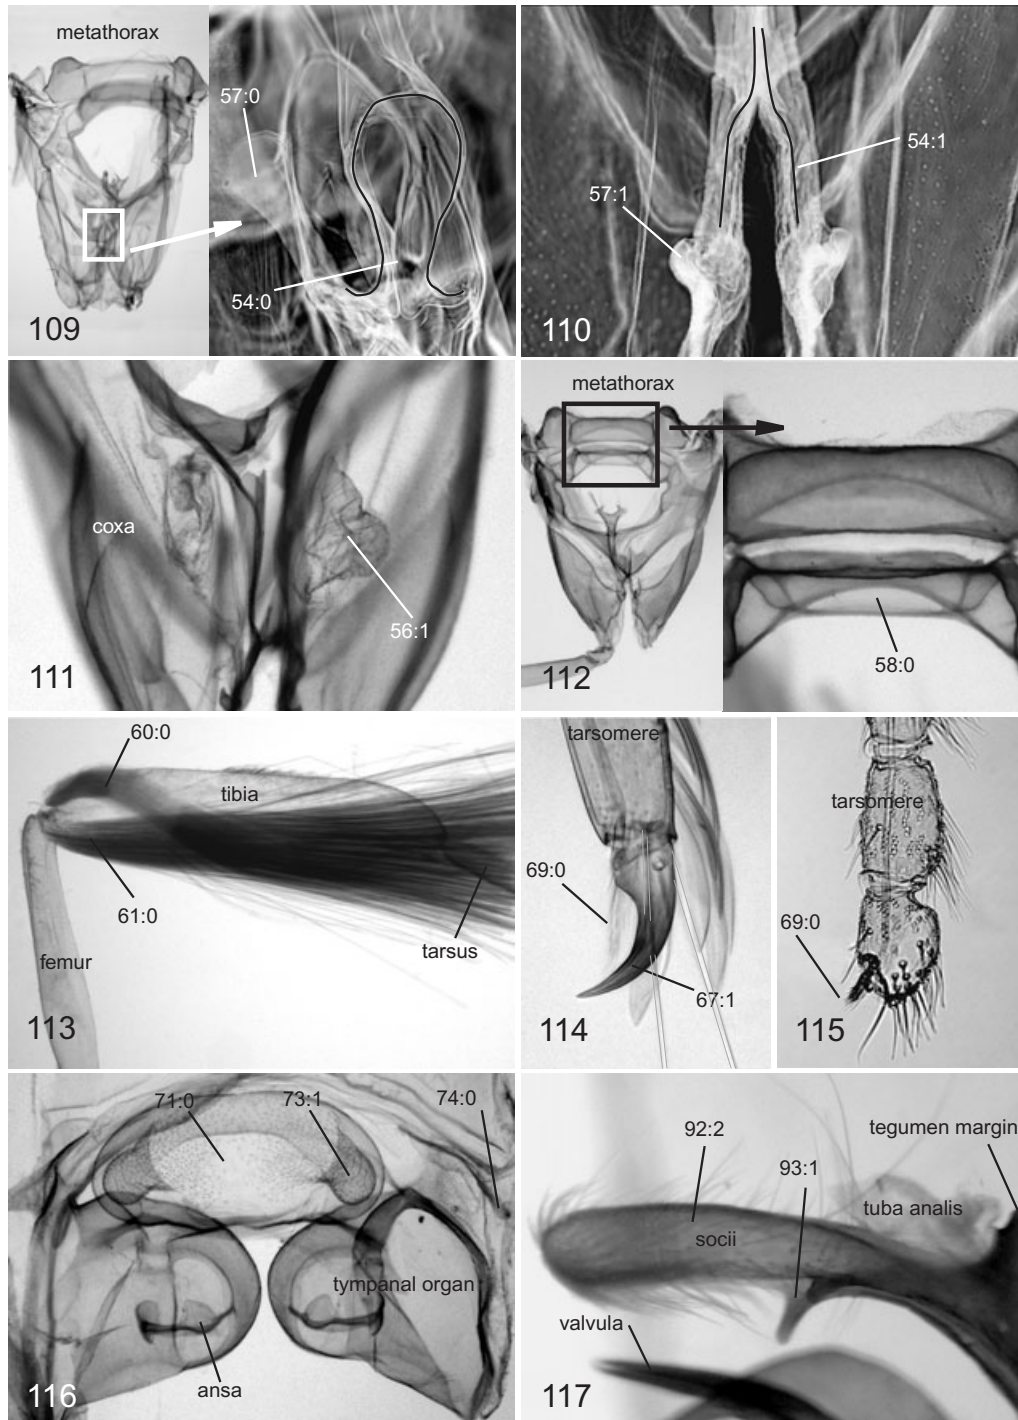 metathorax
57:0
54:0
109
54:1
57:1
110
coxa
56:1
111
metathorax
58:0
112
60:0
tibia
61:0
tarsus
femur
113
tarsomere
69:0
67:1
114
tarsomere
69:0
115
71:0
73:1
74:0
tympanal organ
ansa
116
92:2
tegumen margin
93:1
tuba analis
socii
valvula
117